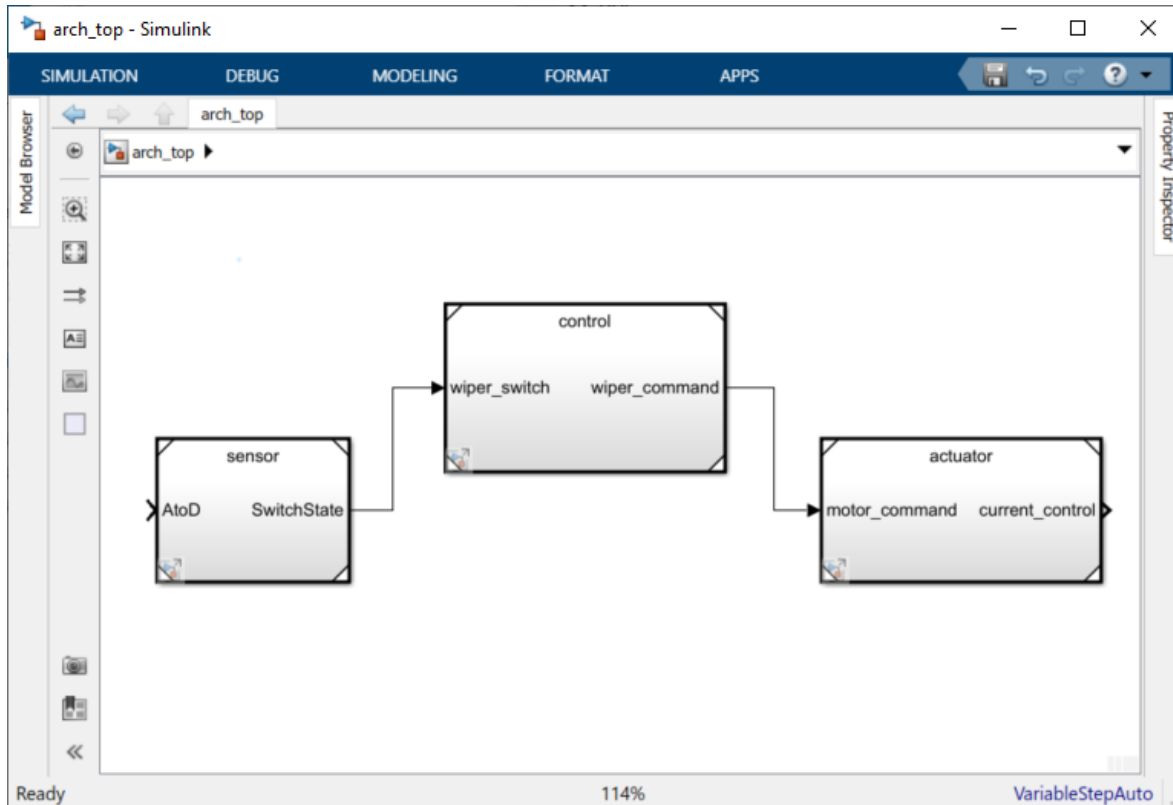 arch_top - Simulink
SIMULATION DEBUG MODELING FORMAT APPS
Model Browser
arch_top
Property Inspector
arch_top
control
wiper_switch wiper_command
sensor
AtoD SwitchState
actuator
motor_command current_control
Ready 114% VariableStepAuto